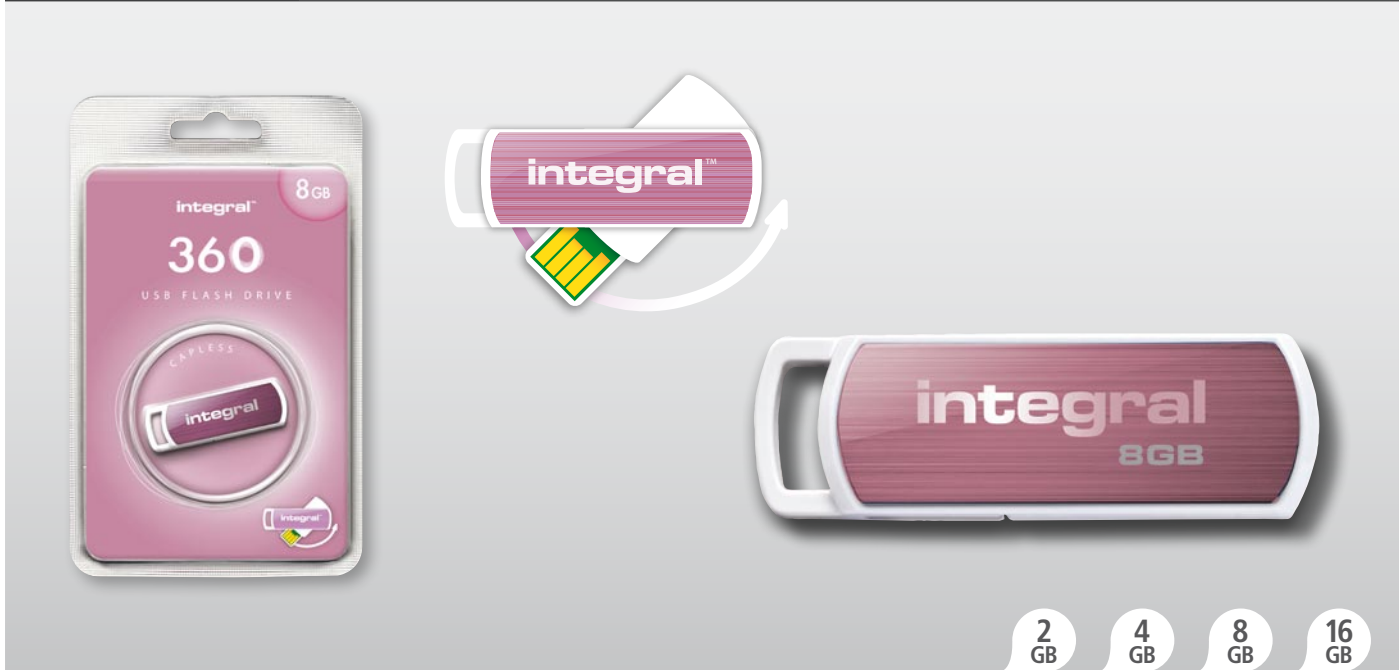 8GB
integral™
360
USB FLASH DRIVE
CAPLESS
integral
integral™
integral™
integral
8GB
2
GB
4
GB
8
GB
16
GB